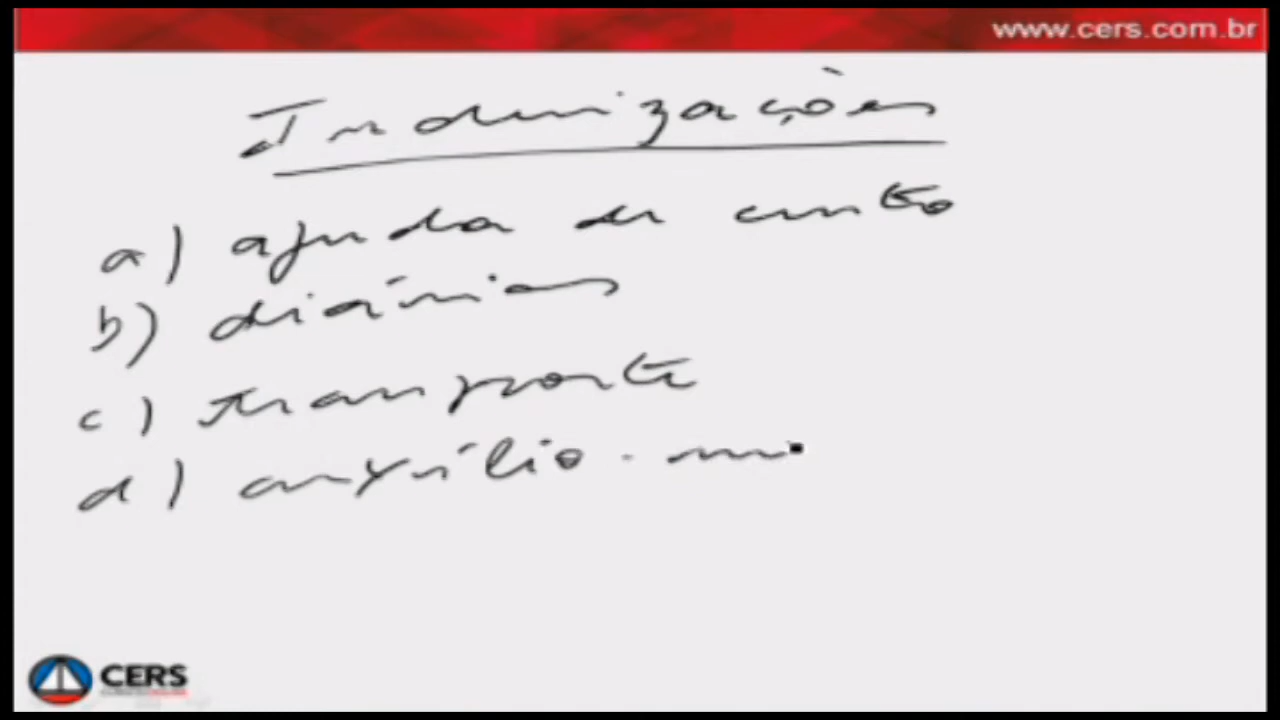 www.cers.com.br
Indenizações
a) ajuda de custo
b) diárias
c) transporte
d) auxílio-
CERS